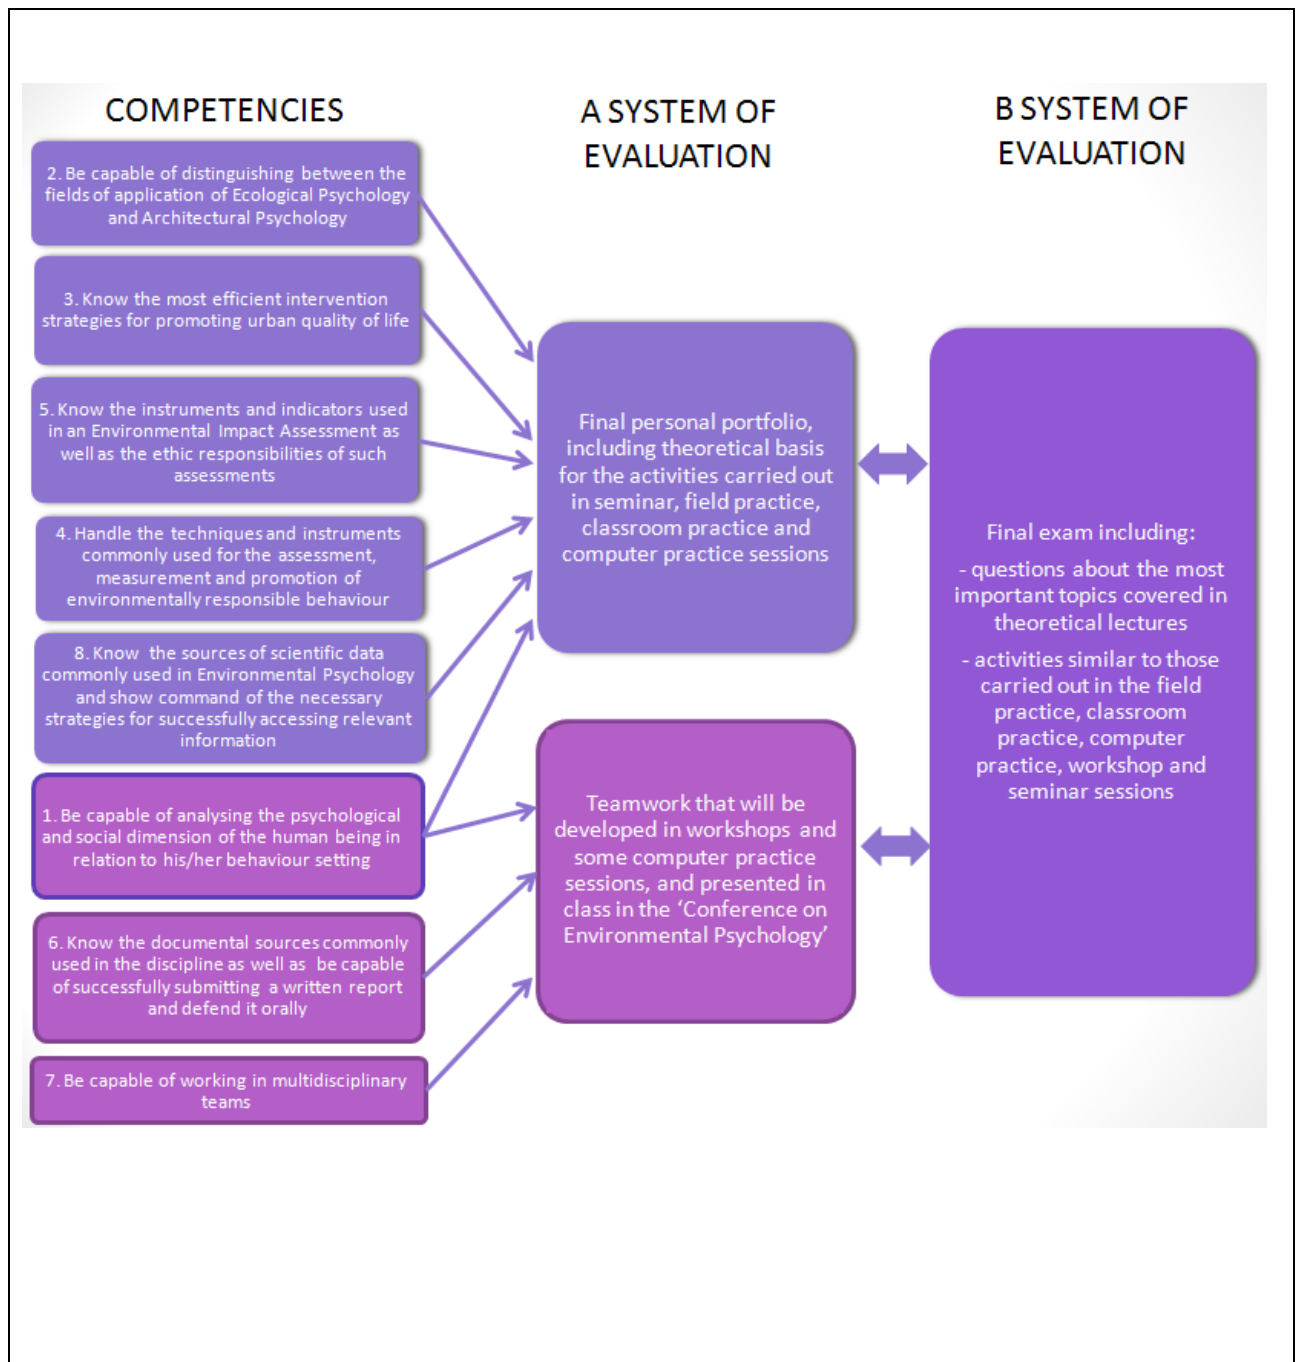 COMPETENCIES
2. Be capable of distinguishing between the
fields of application of Ecological Psychology
and Architectural Psychology
3. Know the most efficient intervention
strategies for promoting urban quality of life
5. Know the instruments and indicators used
in an Environmental Impact Assessment as
well as the ethic responsibilities of such
assessments
4. Handle the techniques and instruments
commonly used for the assessment,
measurement and promotion of
environmentally responsible behaviour
8. Know the sources of scientific data
commonly used in Environmental Psychology
and show command of the necessary
strategies for successfully accessing relevant
information
1. Be capable of analysing the psychological
and social dimension of the human being in
relation to his/her behaviour setting
6. Know the documental sources commonly
used in the discipline as well as be capable
of successfully submitting a written report
and defend it orally
7. Be capable of working in multidisciplinary
teams
A SYSTEM OF
EVALUATION
Final personal portfolio,
including theoretical basis
for the activities carried out
in seminar, field practice,
classroom practice and
computer practice sessions
Teamwork that will be
developed in workshops and
some computer practice
sessions, and presented in
class in the ‘Conference on
Environmental Psychology’
B SYSTEM OF
EVALUATION
Final exam including:
- questions about the most
important topics covered in
theoretical lectures
- activities similar to those
carried out in the field
practice, classroom
practice, computer
practice, workshop and
seminar sessions